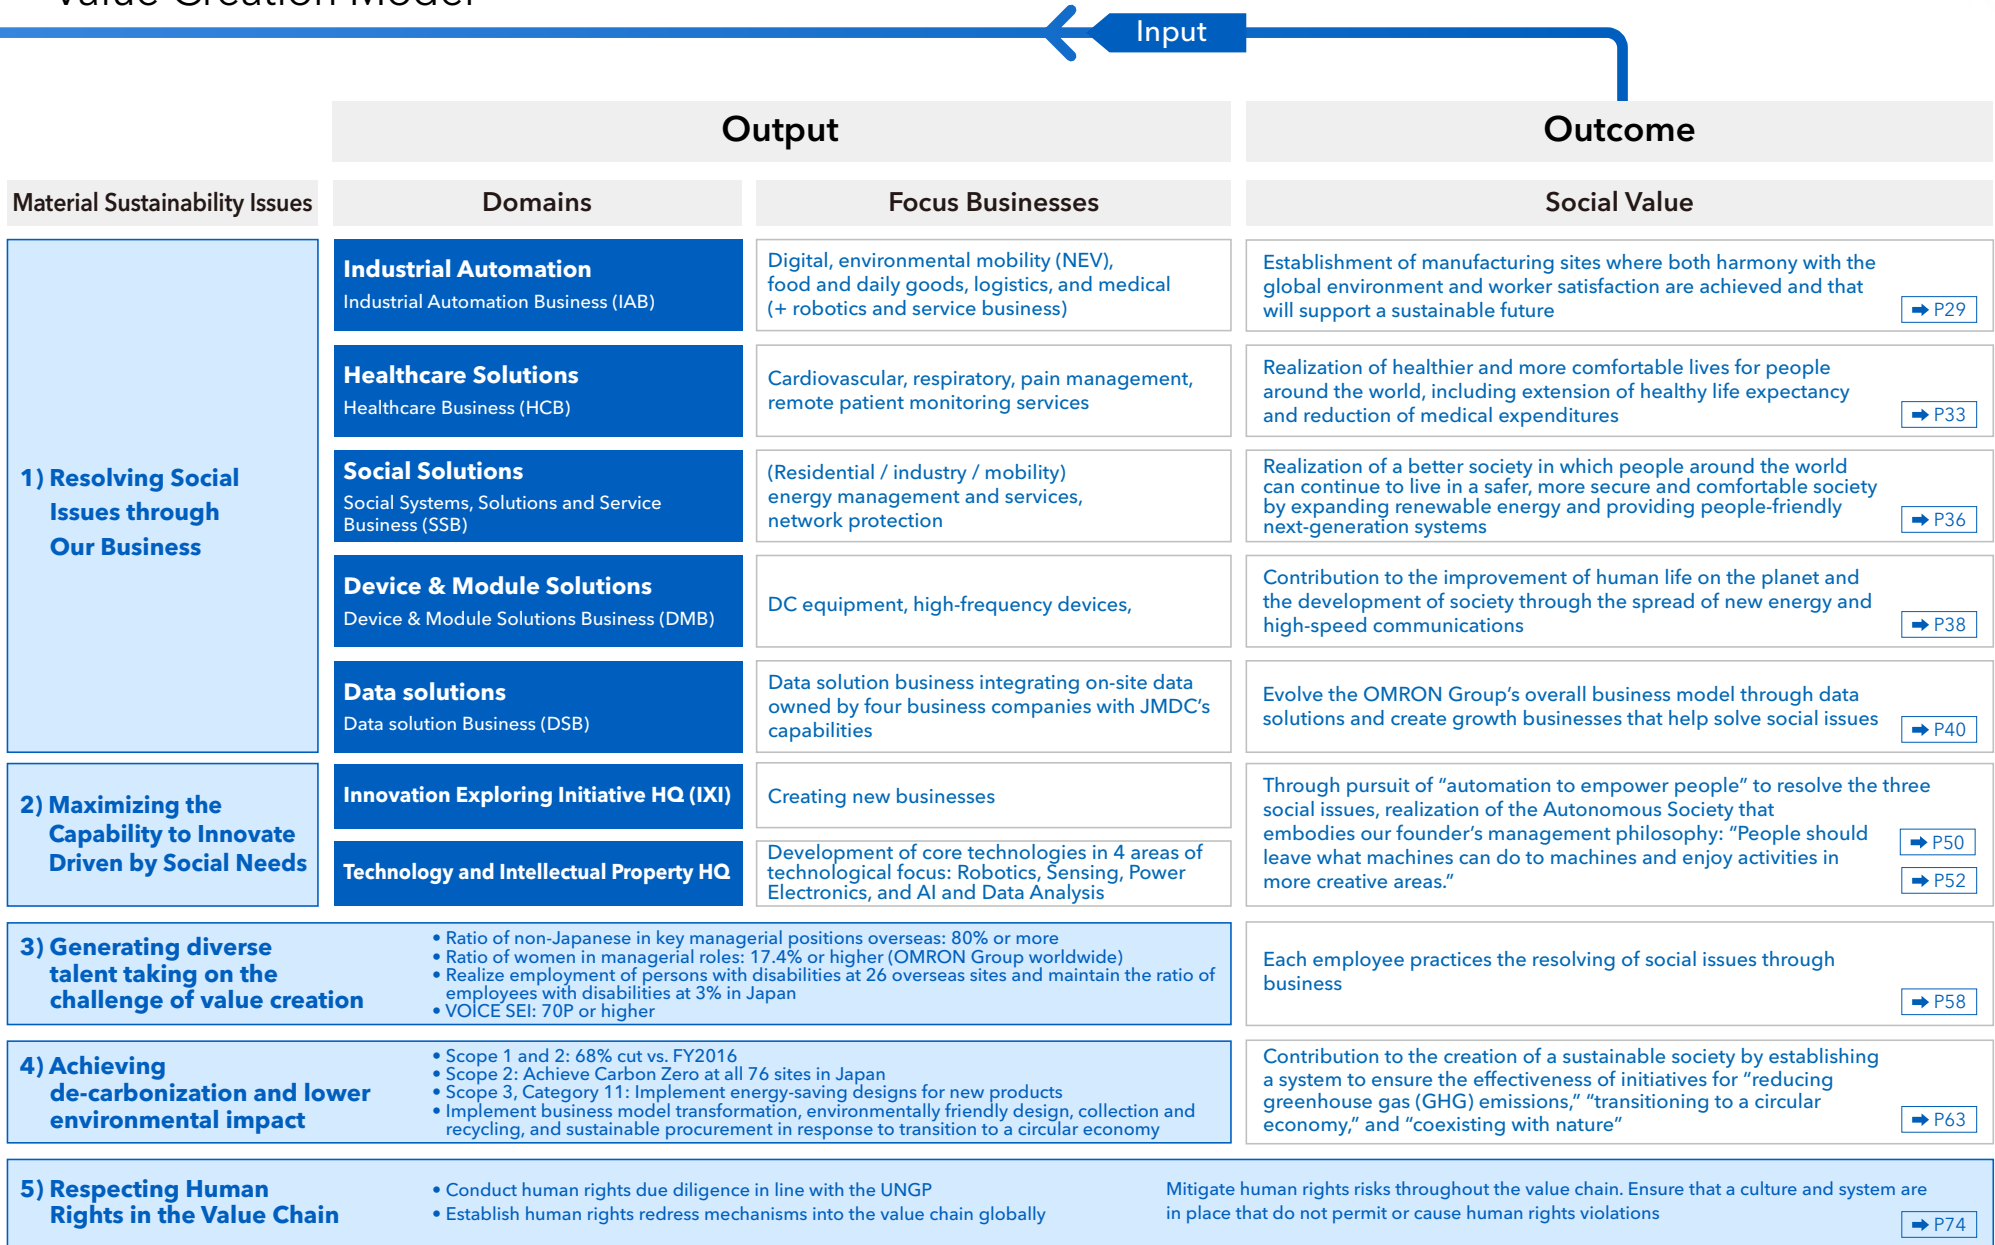 Value Creation Model
Input
Output
Outcome
Material Sustainability Issues
Domains
Focus Businesses
Social Value
1) Resolving Social
Issues through
Our Business
Industrial Automation
Industrial Automation Business (IAB)
Digital, environmental mobility (NEV),
food and daily goods, logistics, and medical
(+ robotics and service business)
Establishment of manufacturing sites where both harmony with the
global environment and worker satisfaction are achieved and that
will support a sustainable future
➡ P29
Healthcare Solutions
Healthcare Business (HCB)
Cardiovascular, respiratory, pain management,
remote patient monitoring services
Realization of healthier and more comfortable lives for people
around the world, including extension of healthy life expectancy
and reduction of medical expenditures
➡ P33
Social Solutions
Social Systems, Solutions and Service
Business (SSB)
(Residential / industry / mobility)
energy management and services,
network protection
Realization of a better society in which people around the world
can continue to live in a safer, more secure and comfortable society
by expanding renewable energy and providing people-friendly
next-generation systems
➡ P36
Device & Module Solutions
Device & Module Solutions Business (DMB)
DC equipment, high-frequency devices,
Contribution to the improvement of human life on the planet and
the development of society through the spread of new energy and
high-speed communications
➡ P38
Data solutions
Data solution Business (DSB)
Data solution business integrating on-site data
owned by four business companies with JMDC's
capabilities
Evolve the OMRON Group's overall business model through data
solutions and create growth businesses that help solve social issues
➡ P40
2) Maximizing the
Capability to Innovate
Driven by Social Needs
Innovation Exploring Initiative HQ (IXI)
Creating new businesses
Technology and Intellectual Property HQ
Development of core technologies in 4 areas of
technological focus: Robotics, Sensing, Power
Electronics, and AI and Data Analysis
Through pursuit of “automation to empower people” to resolve the three
social issues, realization of the Autonomous Society that
embodies our founder's management philosophy: “People should
leave what machines can do to machines and enjoy activities in
more creative areas.”
➡ P50
➡ P52
3) Generating diverse
talent taking on the
challenge of value creation
• Ratio of non-Japanese in key managerial positions overseas: 80% or more
• Ratio of women in managerial roles: 17.4% or higher (OMRON Group worldwide)
• Realize employment of persons with disabilities at 26 overseas sites and maintain the ratio of
employees with disabilities at 3% in Japan
• VOICE SEI: 70P or higher
Each employee practices the resolving of social issues through
business
➡ P58
4) Achieving
de-carbonization and lower
environmental impact
• Scope 1 and 2: 68% cut vs. FY2016
• Scope 2: Achieve Carbon Zero at all 76 sites in Japan
• Scope 3, Category 11: Implement energy-saving designs for new products
• Implement business model transformation, environmentally friendly design, collection and
recycling, and sustainable procurement in response to transition to a circular economy
Contribution to the creation of a sustainable society by establishing
a system to ensure the effectiveness of initiatives for “reducing
greenhouse gas (GHG) emissions,” “transitioning to a circular
economy,” and “coexisting with nature”
➡ P63
5) Respecting Human
Rights in the Value Chain
• Conduct human rights due diligence in line with the UNGP
• Establish human rights redress mechanisms into the value chain globally
Mitigate human rights risks throughout the value chain. Ensure that a culture and system are
in place that do not permit or cause human rights violations
➡ P74